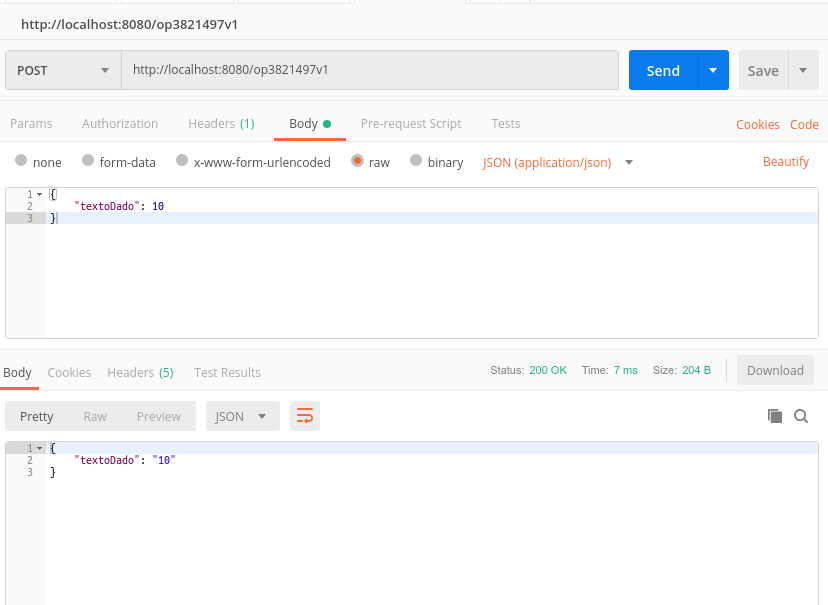 http://localhost:8080/op3821497v1
POST http://localhost:8080/op3821497v1 Send Save
Params Authorization Headers (1) Body Pre-request Script Tests Cookies Code
none form-data x-www-form-urlencoded raw binary JSON (application/json) Beautify
1 {
2 "textoDado": 10
3 }
Body Cookies Headers (5) Test Results Status: 200 OK Time: 7 ms Size: 204 B Download
Pretty Raw Preview JSON
1 {
2 "textoDado": "10"
3 }